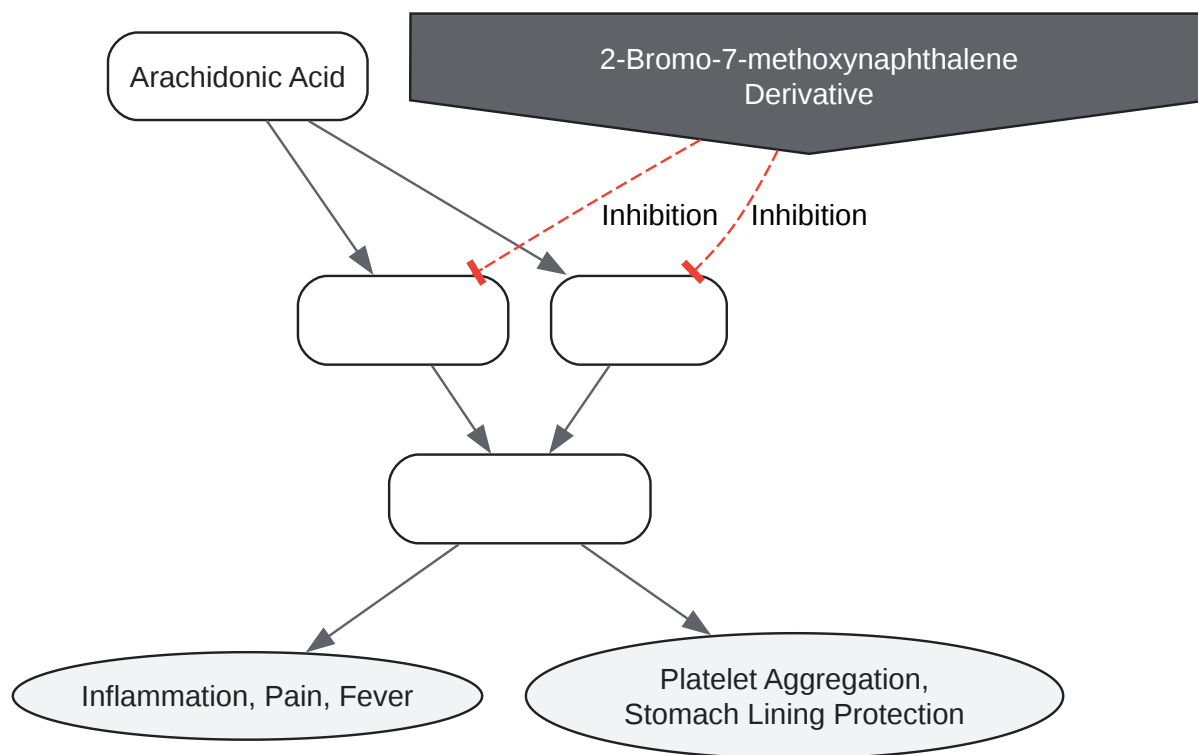 Arachidonic Acid
2-Bromo-7-methoxynaphthalene
Derivative
Inhibition
Inhibition
Inflammation, Pain, Fever
Platelet Aggregation,
Stomach Lining Protection